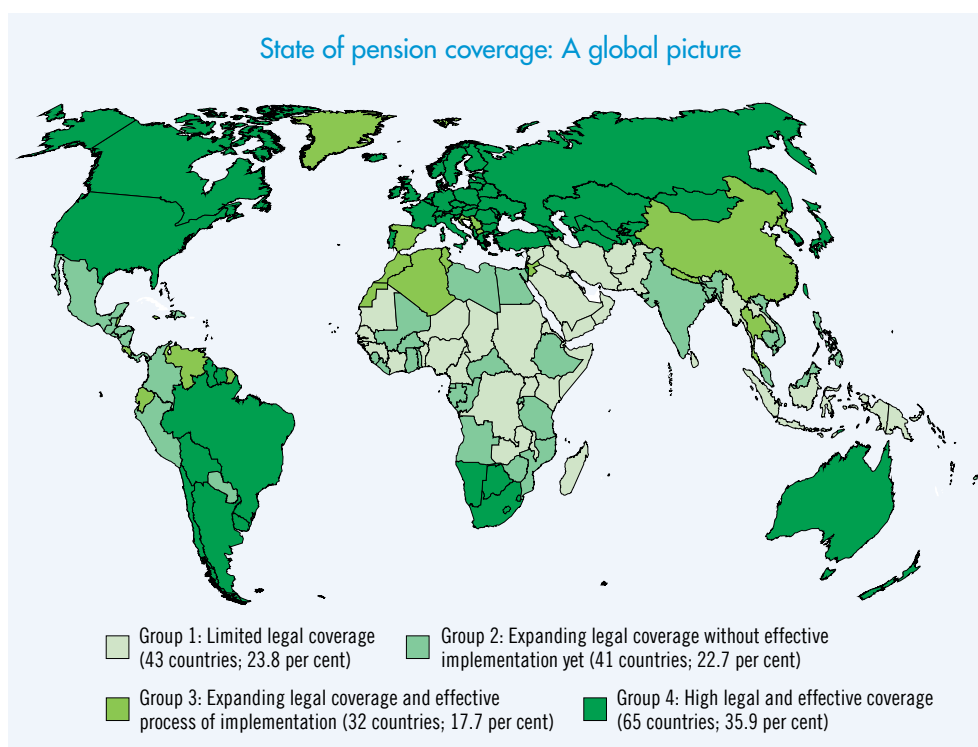 State of pension coverage: A global picture
Group 1: Limited legal coverage
(43 countries; 23.8 per cent)
Group 2: Expanding legal coverage without effective
implementation yet (41 countries; 22.7 per cent)
Group 3: Expanding legal coverage and effective
process of implementation (32 countries; 17.7 per cent)
Group 4: High legal and effective coverage
(65 countries; 35.9 per cent)